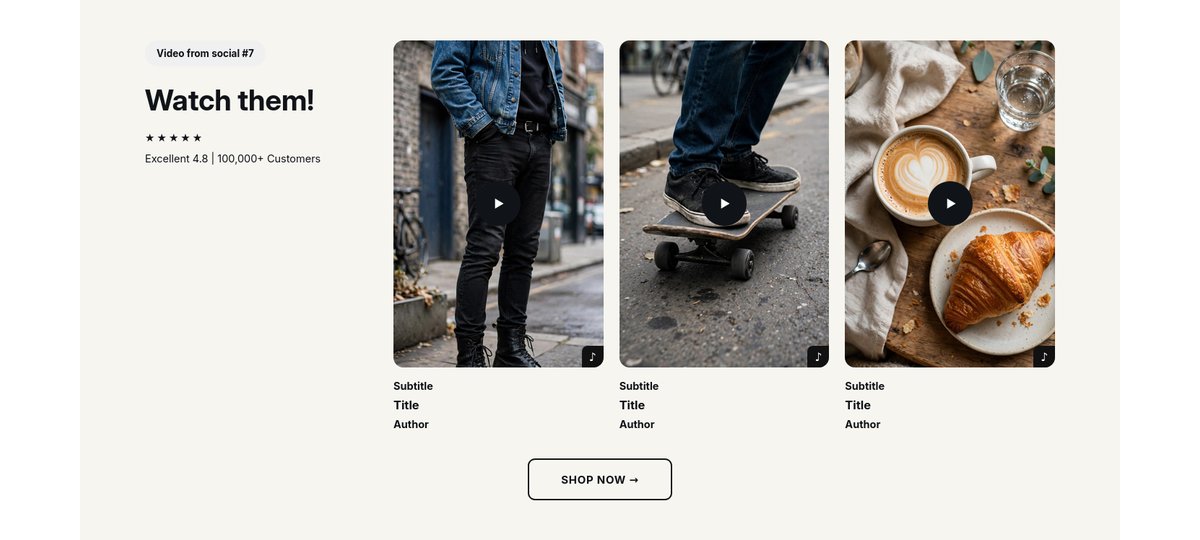 Video from social #7
Watch them!
★★★★★
Excellent 4.8 | 100,000+ Customers
Subtitle
Title
Author
Subtitle
Title
Author
Subtitle
Title
Author
SHOP NOW →